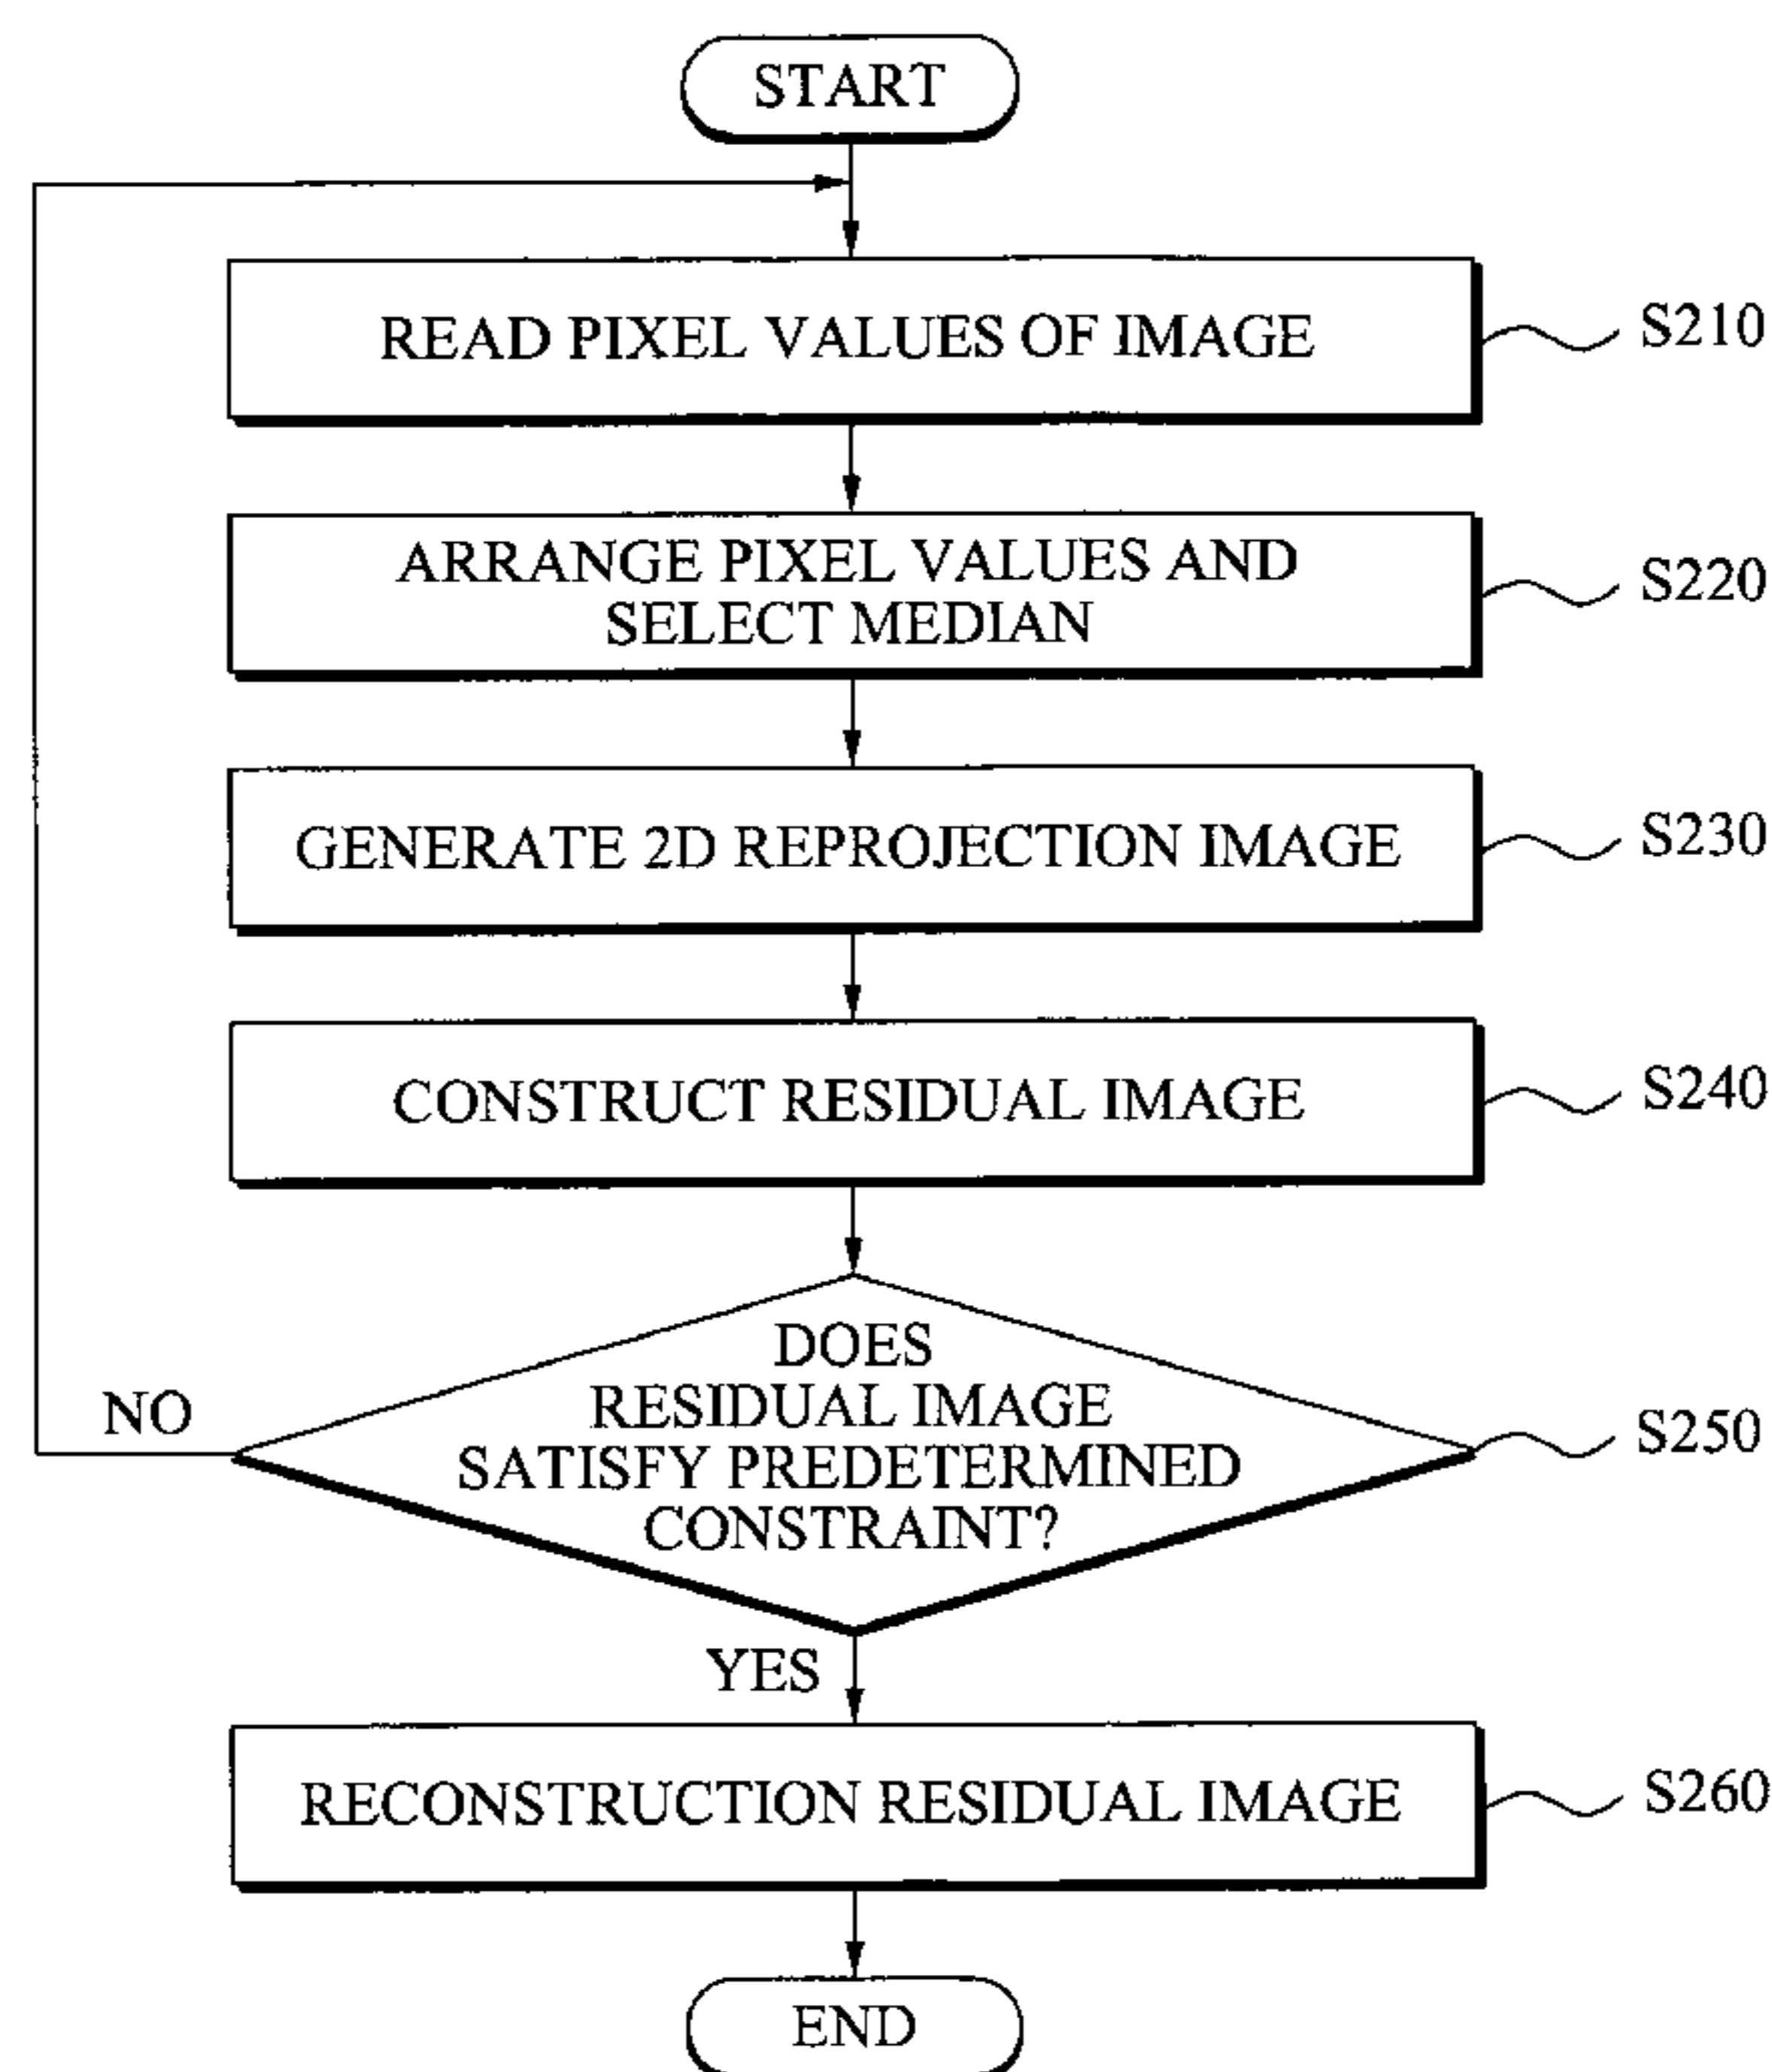 START
READ PIXEL VALUES OF IMAGE
S210
ARRANGE PIXEL VALUES AND
SELECT MEDIAN
S220
GENERATE 2D REPROJECTION IMAGE
S230
CONSTRUCT RESIDUAL IMAGE
S240
DOES
RESIDUAL IMAGE
SATISFY PREDETERMINED
CONSTRAINT?
S250
NO
YES
RECONSTRUCTION RESIDUAL IMAGE
S260
END